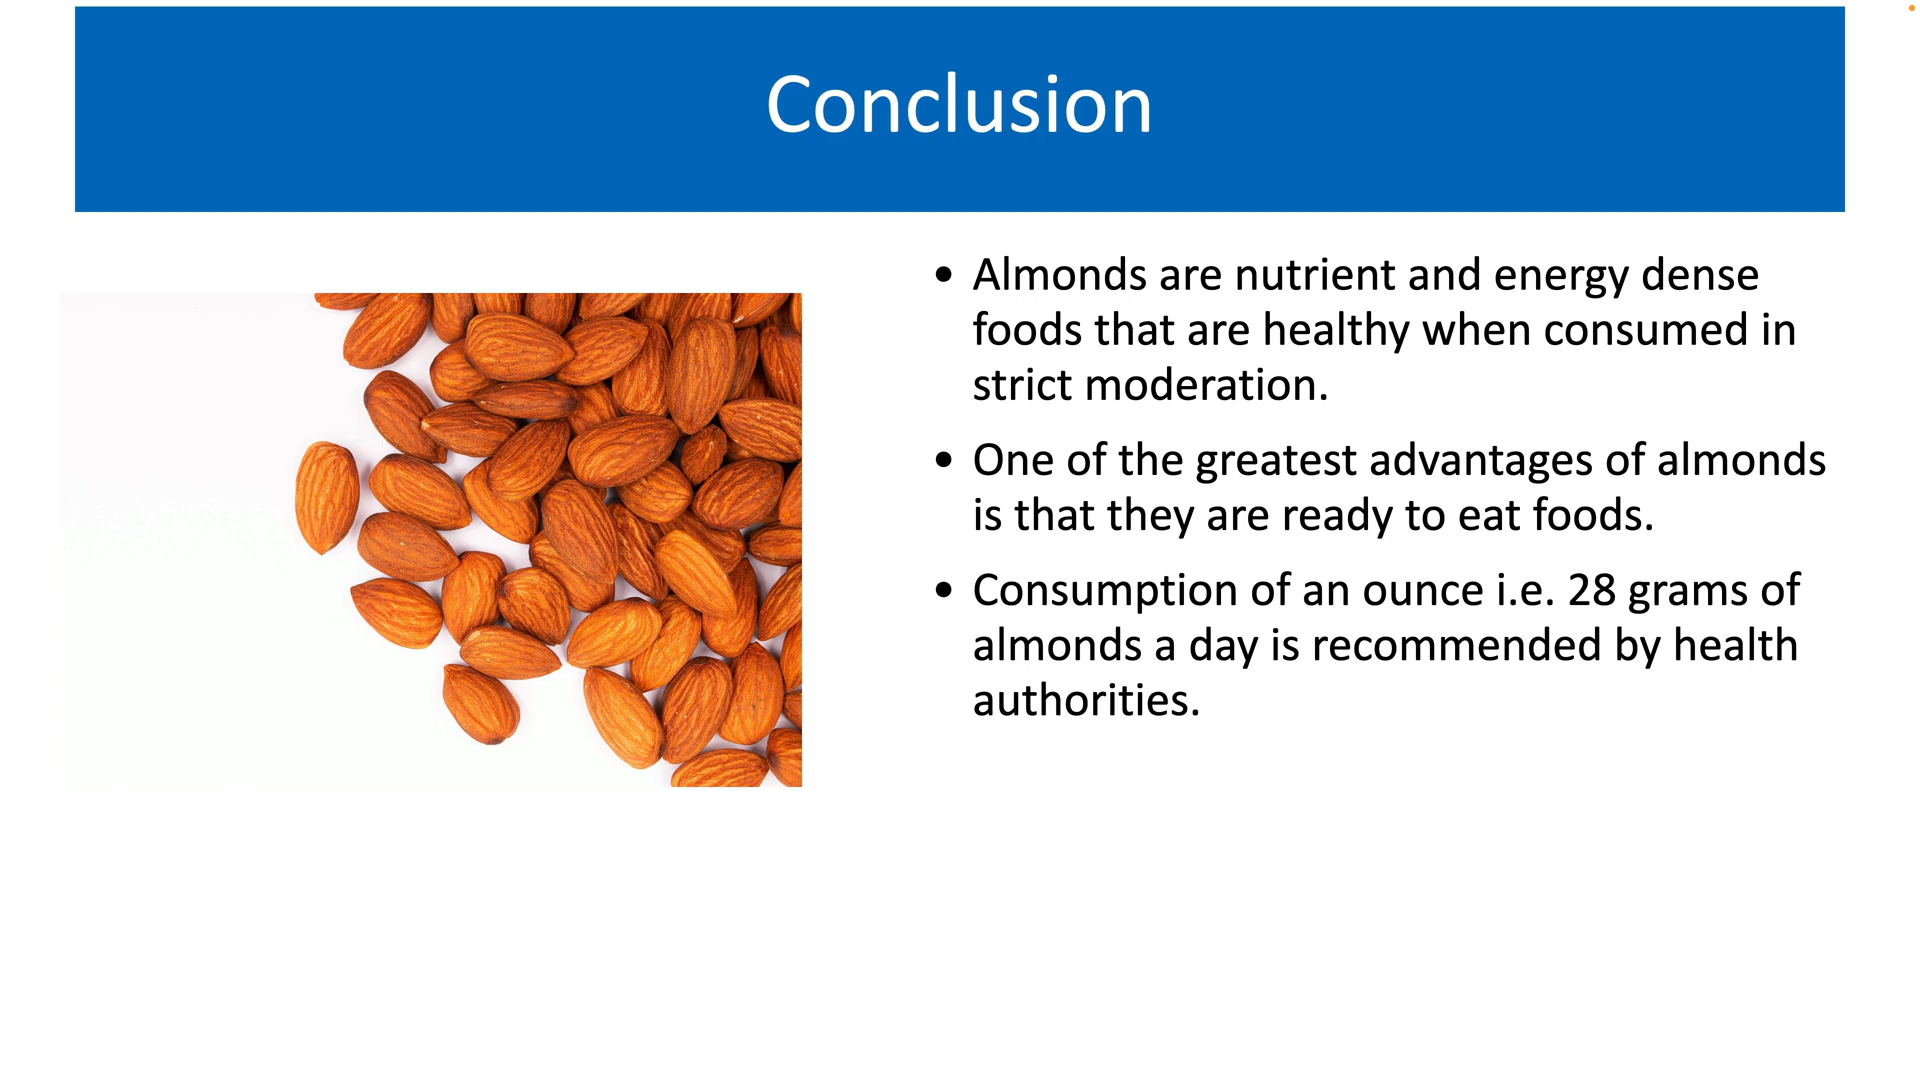 Conclusion
• Almonds are nutrient and energy dense
foods that are healthy when consumed in
strict moderation.
• One of the greatest advantages of almonds
is that they are ready to eat foods.
• Consumption of an ounce i.e. 28 grams of
almonds a day is recommended by health
authorities.